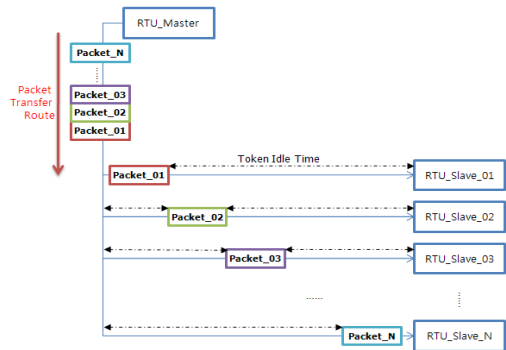 RTU_Master
Packet_N
Packet
Transfer
Route
Packet_03
Packet_02
Packet_01
Token Idle Time
Packet_01
RTU_Slave_01
Packet_02
RTU_Slave_02
Packet_03
RTU_Slave_03
......
Packet_N
RTU_Slave_N